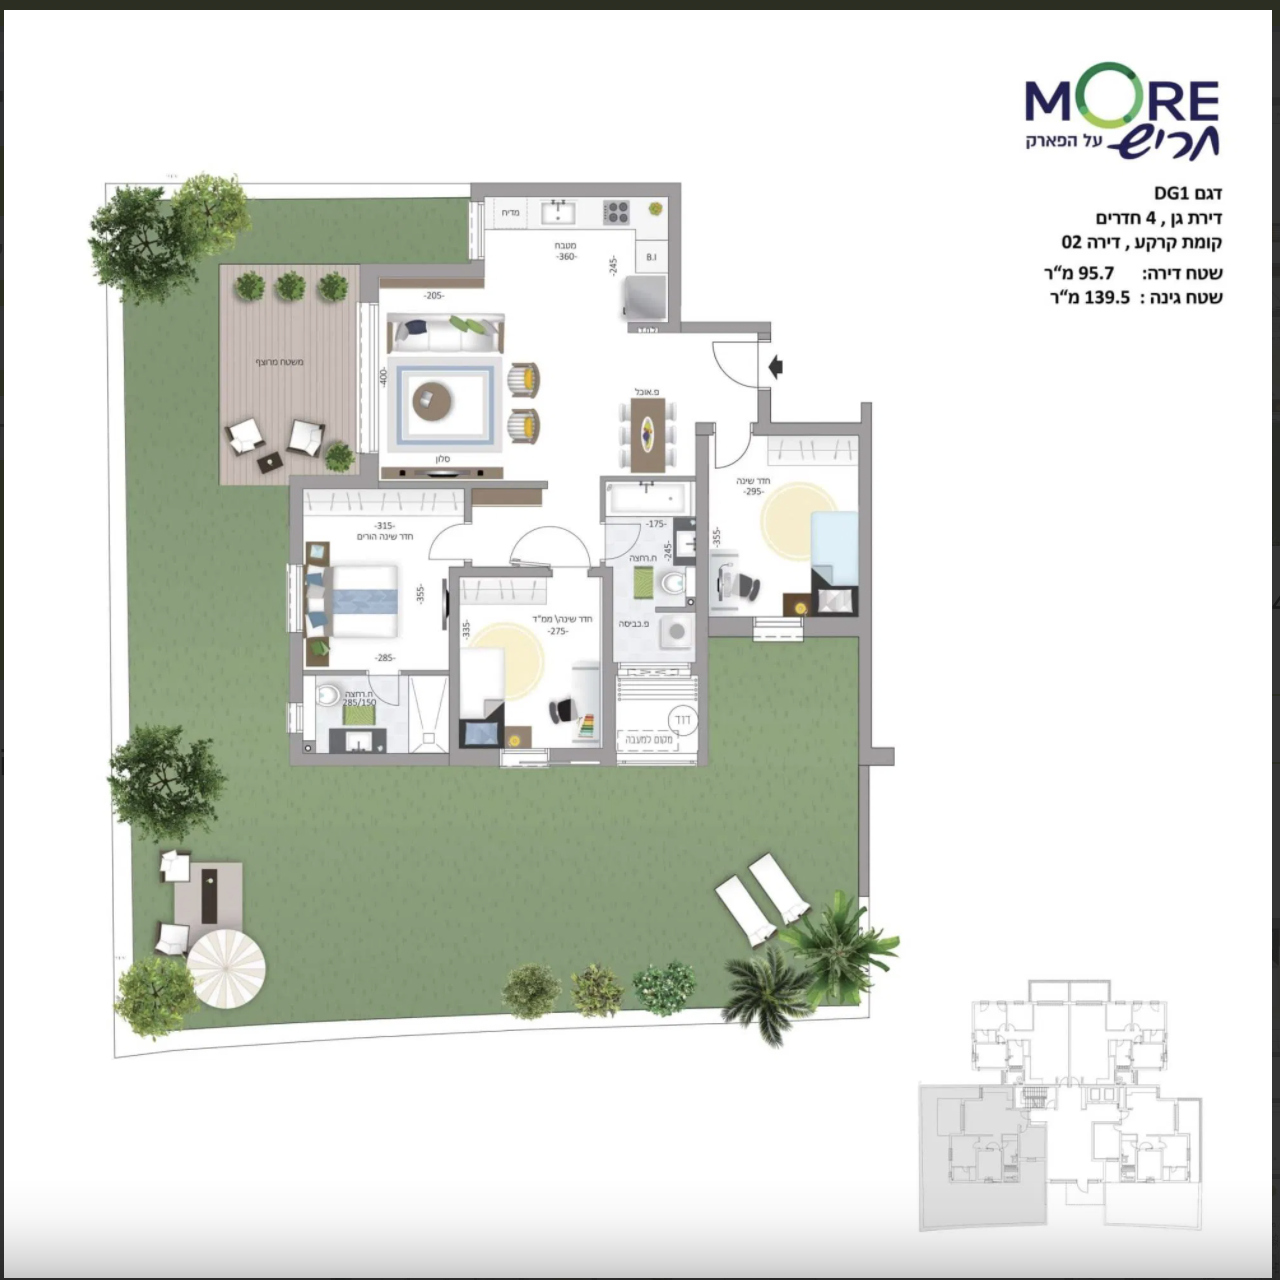 MORE
חריש על הפארק
דגם DG1
דירת גן , 4 חדרים
קומת קרקע , דירה 02
שטח דירה: 95.7 מ"ר
שטח גינה : 139.5 מ"ר
מדיח
מטבח
-360-
-245-
B.I
-205-
משטח מרוצף
-400-
פ.אוכל
סלון
חדר שינה
-295-
-355-
-315-
חדר שינה הורים
-355-
-285-
-175-
-245-
ח.רחצה
פ.כביסה
חדר שינה\ ממ"ד
-275-
-335-
ח.רחצה
285/150
דוד
מקום למעבה